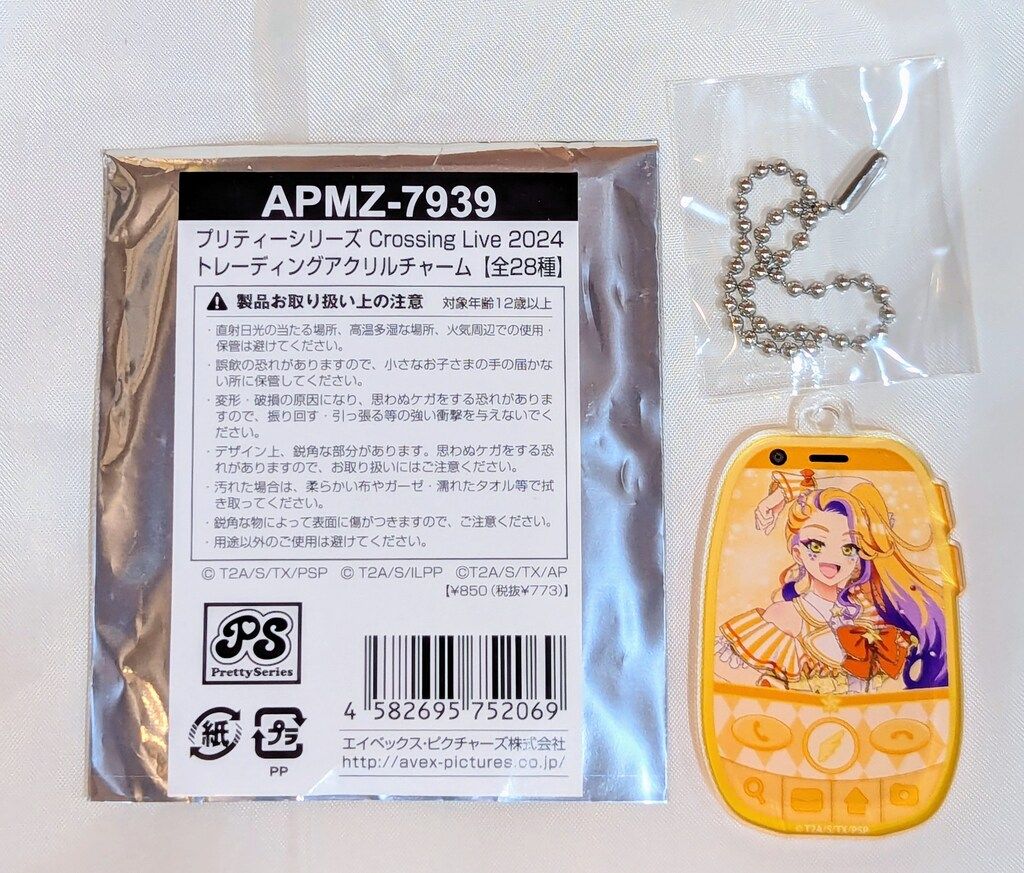 APMZ-7939
プリティーシリーズ Crossing Live 2024
トレーディングアクリルチャーム【全28種】
製品お取り扱い上の注意 対象年齢12歳以上
・直射日光の当たる場所、高温多湿な場所、火気周辺での使用・
保管は避けてください。
・誤飲の恐れがありますので、小さなお子さまの手の届かな
い所に保管してください。
・変形・破損の原因になり、思わぬケガをする恐れがありま
すので、振り回す・引っ張る等の強い衝撃を与えないでく
ださい。
・デザイン上、鋭角な部分があります。思わぬケガをする恐
れがありますので、お取り扱いにはご注意ください。
・汚れた場合は、柔らかい布やガーゼ・濡れたタオル等で拭
き取ってください。
・鋭角な物によって表面に傷がつきますので、ご注意ください。
・用途以外のご使用は避けてください。
© T2A/S/TX/PSP © T2A/S/ILPP ©T2A/S/TX/AP
【¥850（税抜¥773）】
PS
PrettySeries
紙
プラ
PP
4 582695 752069
エイベックス・ピクチャーズ株式会社
http://avex-pictures.co.jp/
©T2A/S/TX/PSP